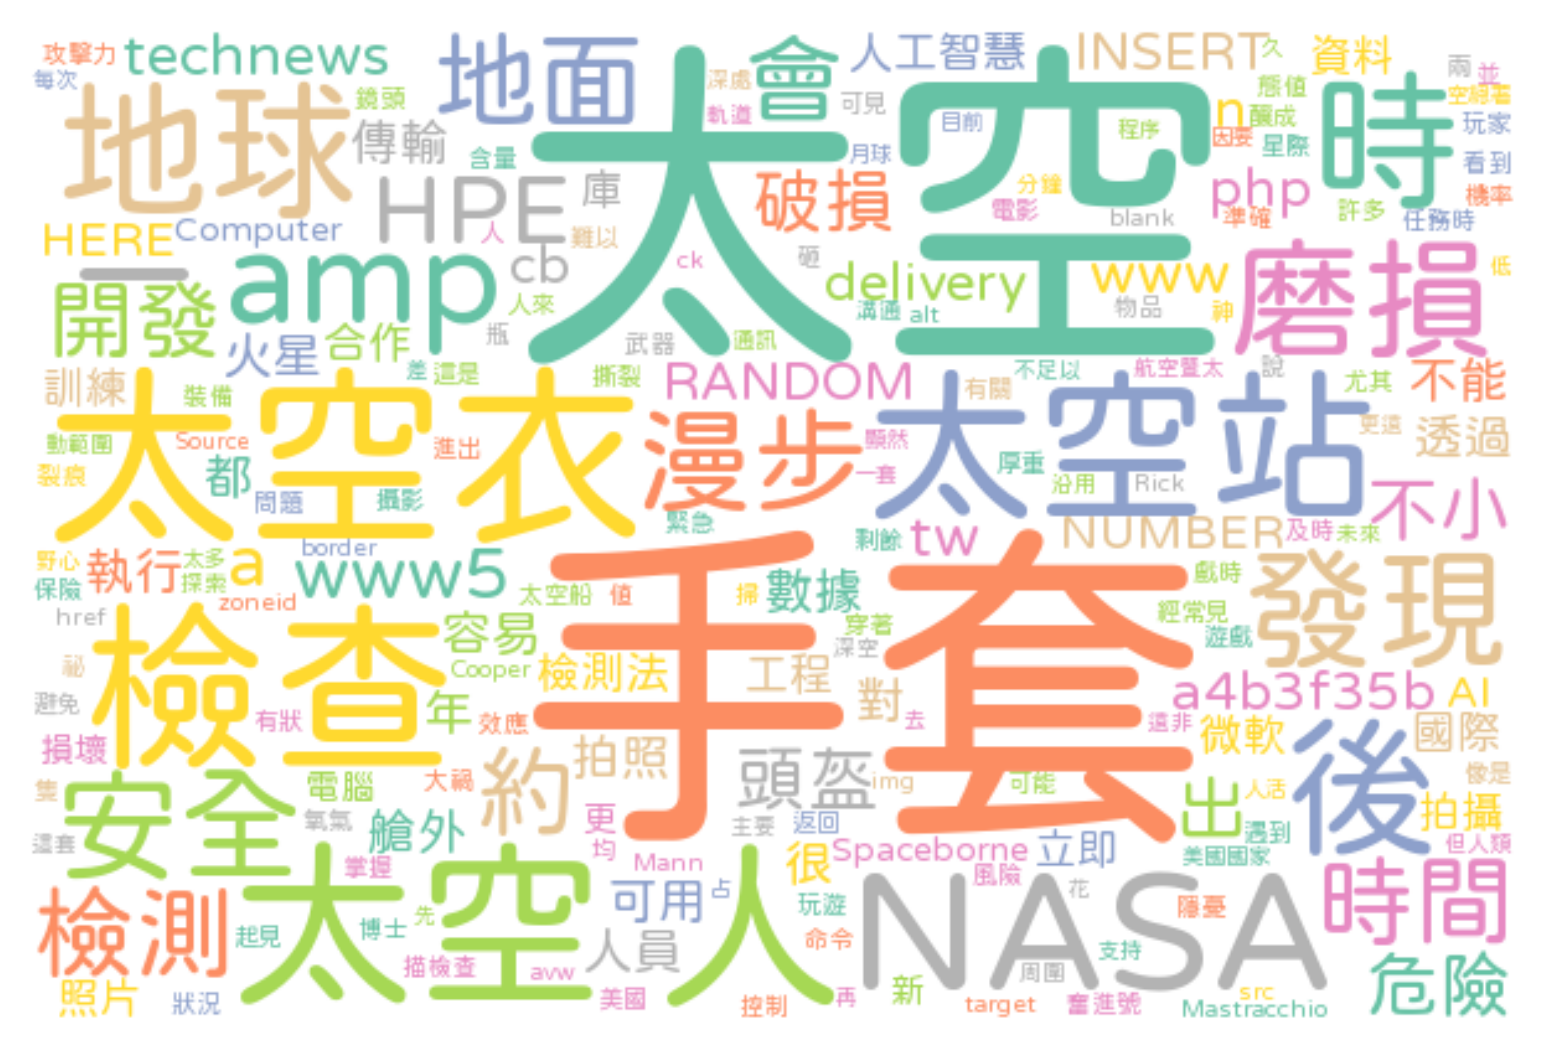 攻擊力 technews 地面 會 人工智慧 INSERT 久 資料 兩 並
每次 地球 鏡頭 深處 軌道 可見 太空 目前 程序 n 態值 釀成 時 空總署
傳輸 含量 月球 因要 星際 玩家
HPE 庫 破損 分鐘 php 看到
HERE Computer 人 難以 電影 blank 準確 許多 任務時 機率
一 amp cb ck 砸 delivery www 磨損 低
開發 人來 溝通 alt 物品 神
火星 合作 瓶 武器 通訊
訓練 裝備 差 這是 撕裂 RANDOM 有關 不足以 航空暨太 說 尤其 不能
太空衣 漫步 太空站 更遑 透過
動範圍 Source 進出 顯然
裂痕 都 問題 攝影 一套 厚重 沿用 Rick 不小
緊急 剩餘 tw NUMBER 及時 未來
野心 執行 太多 a border www5 手套 戲時 發現
保險 探索 zoneid 太空船 值 掃 數據 經常見
href 檢查 容易 穿著 深空 遊戲
祕 Cooper 檢測法 工程 對 a4b3f35b AI
避免 有狀 年 效應 去 這非 微軟 國際
損壞 約 拍照 頭盔 img 可能 後 像是
隻 安全 電腦 大禍 出 人活 拍攝
這套 氧氣 艙外 更 主要 返回 遇到
均 很 Spaceborne 立即 美國國家 但人類
掌握 Mann 風險 時間
檢測 太空人 可用 占 玩遊 NASA 花 隱憂
起見 博士 先 人員 命令 支持
描檢查 avw 周圍 危險
照片 狀況 美國 控制 再 新 target 奮進號 src
Mastracchio